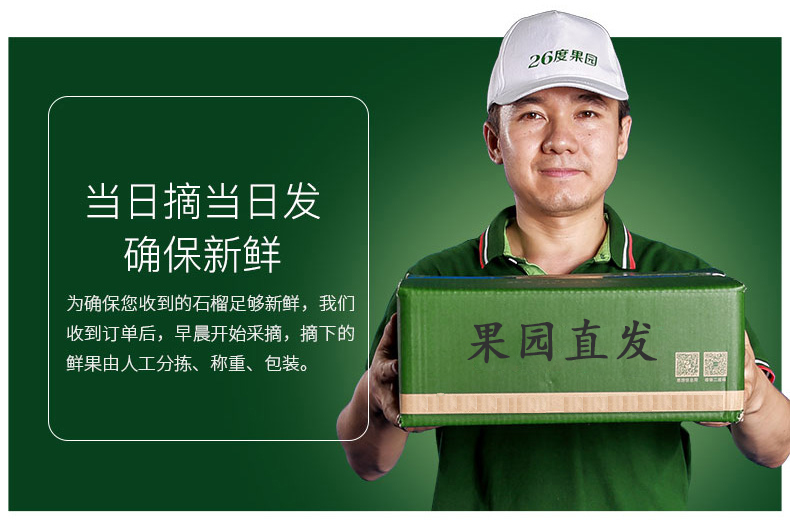 26度果园
当日摘当日发
确保新鲜
为确保您收到的石榴足够新鲜，我们
收到订单后，早晨开始采摘，摘下的
鲜果由人工分拣、称重、包装。
果园直发